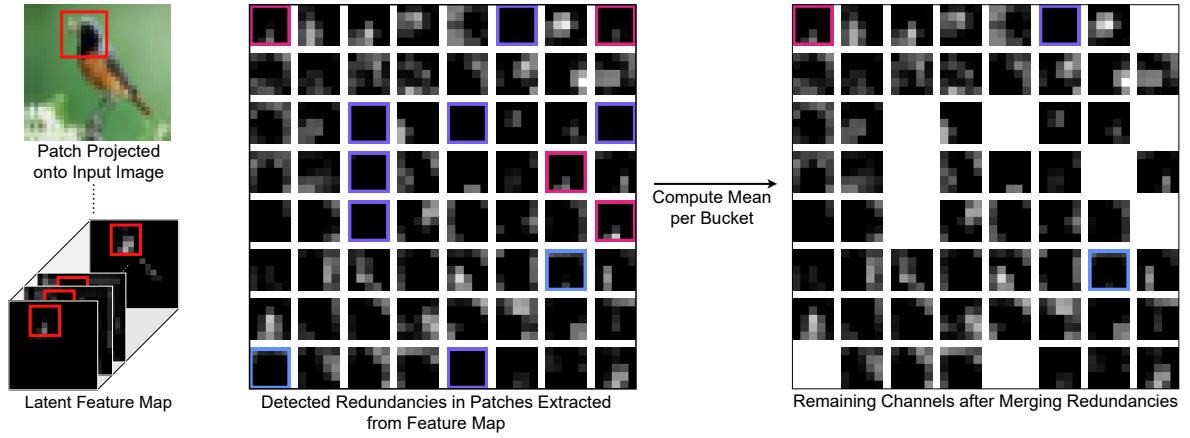 Patch Projected
onto Input Image
Latent Feature Map
Detected Redundancies in Patches Extracted
from Feature Map
Compute Mean
per Bucket
Remaining Channels after Merging Redundancies